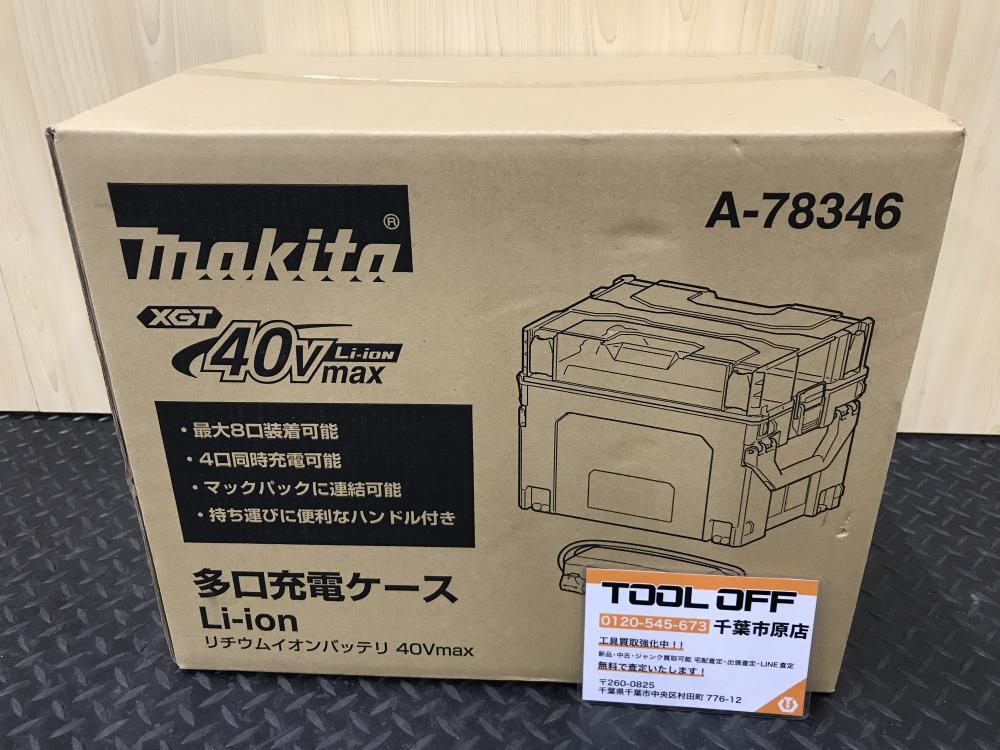 makita®
A-78346
XGT
40Vmax Li-ion
・最大8口装着可能
・4口同時充電可能
・マックパックに連結可能
・持ち運びに便利なハンドル付き
多口充電ケース
Li-ion
リチウムイオンバッテリ 40Vmax
TOOL OFF
0120-545-673 千葉市原店
工具買取強化中！！
新品・中古・ジャンク買取可能 宅配査定・出張査定・LINE査定
無料で査定いたします！
〒260-0825
千葉県千葉市中央区村田町 776-12